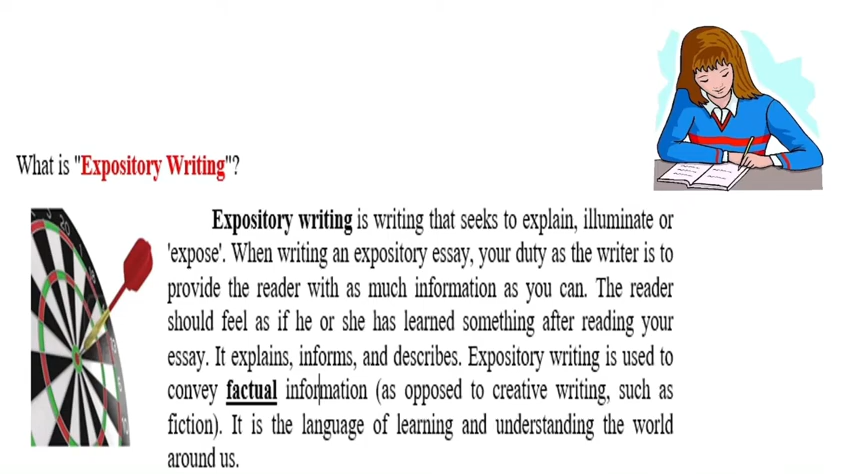 What is "Expository Writing"?
Expository writing is writing that seeks to explain, illuminate or
'expose'. When writing an expository essay, your duty as the writer is to
provide the reader with as much information as you can. The reader
should feel as if he or she has learned something after reading your
essay. It explains, informs, and describes. Expository writing is used to
convey factual information (as opposed to creative writing, such as
fiction). It is the language of learning and understanding the world
around us.